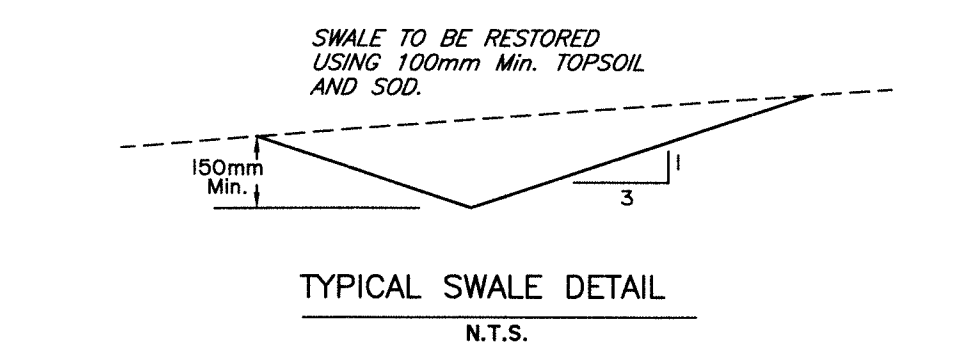 SWALE TO BE RESTORED
USING 100mm Min. TOPSOIL
AND SOD.
150mm
Min.
1
3
TYPICAL SWALE DETAIL
N.T.S.